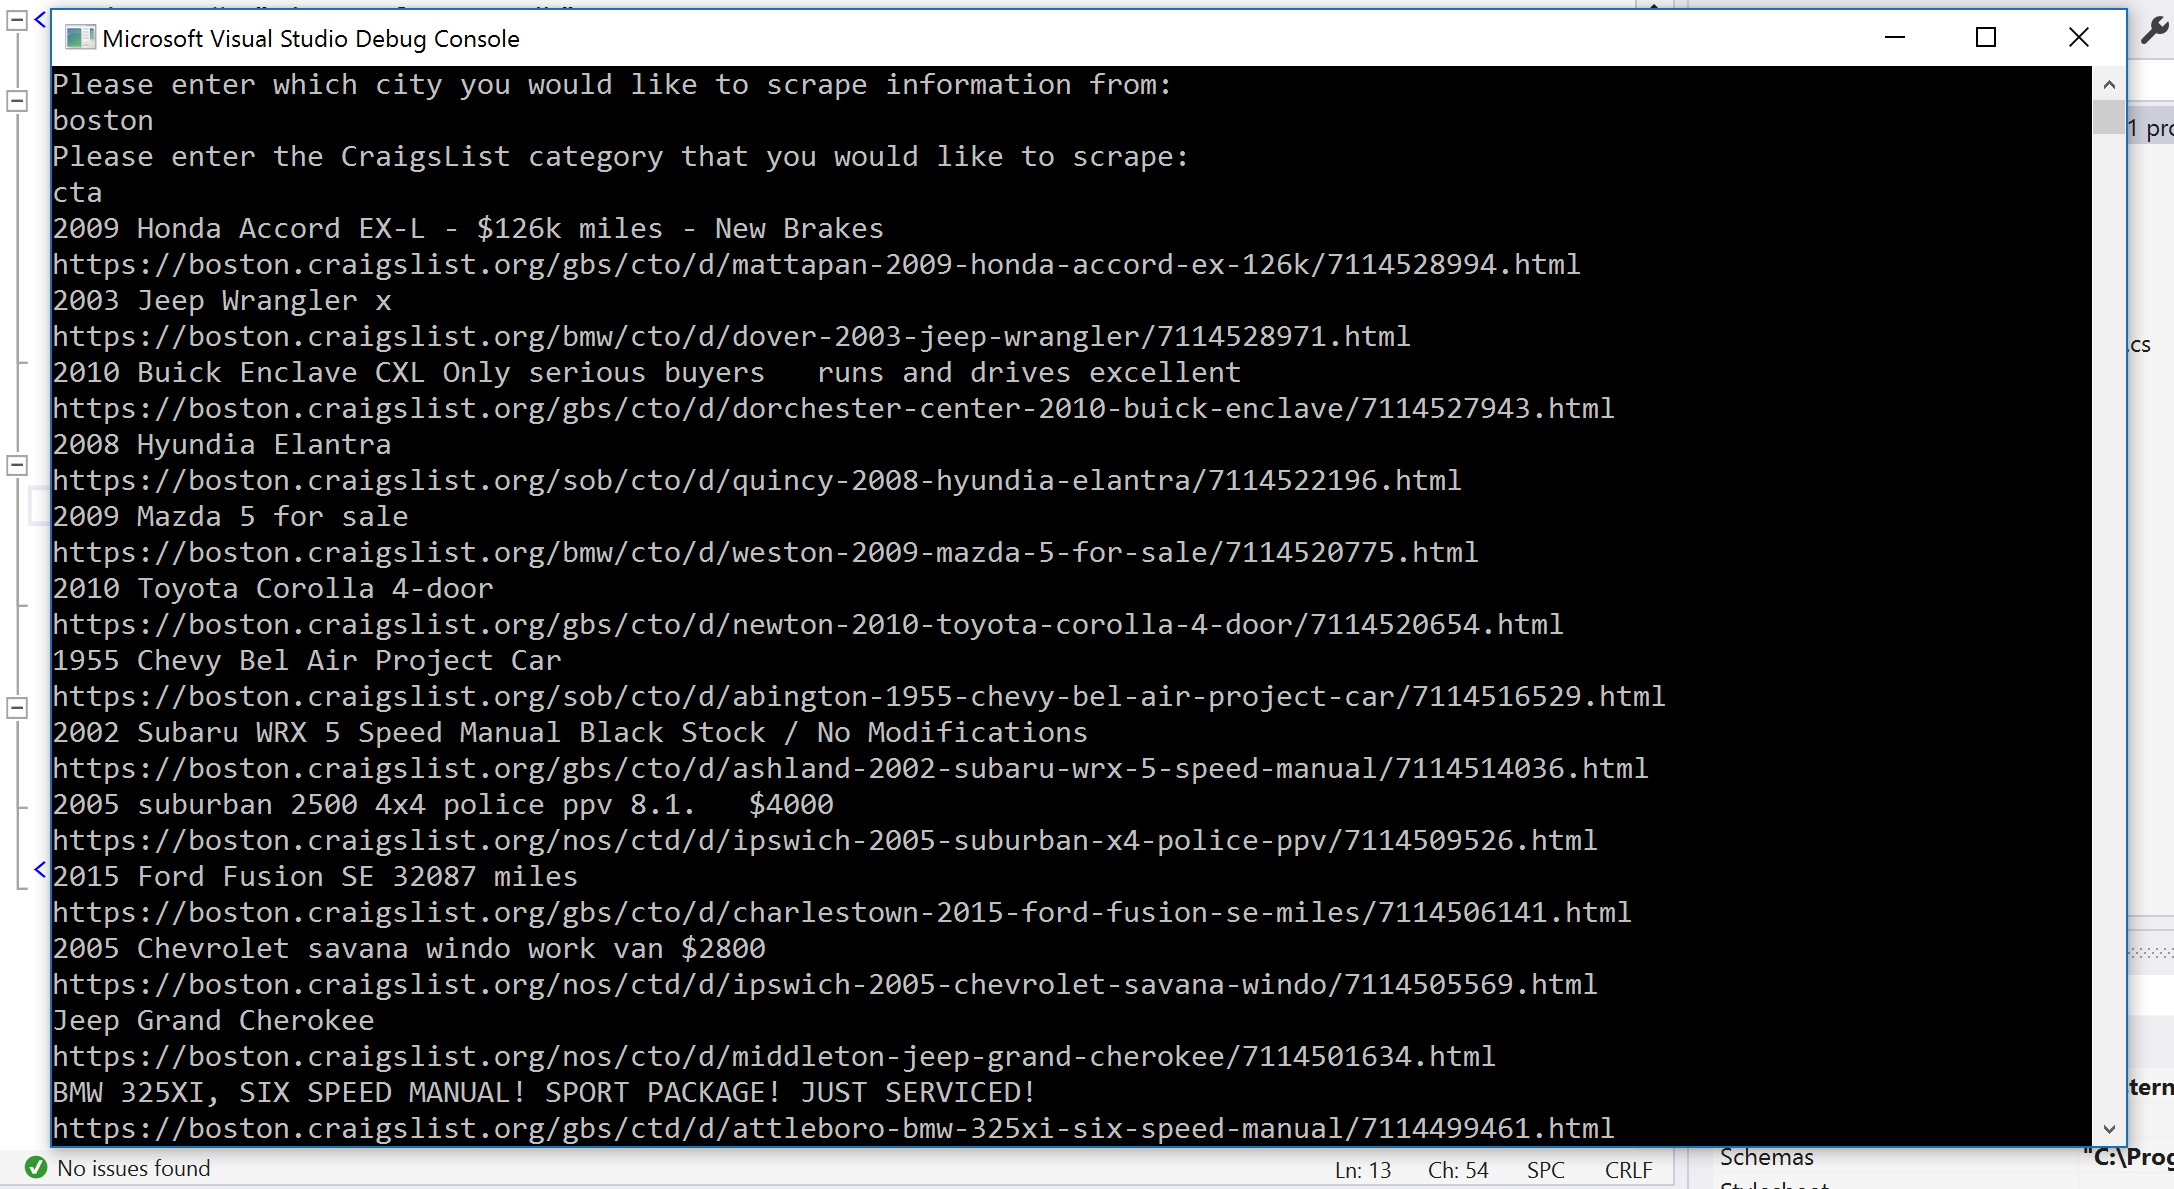 Microsoft Visual Studio Debug Console
Please enter which city you would like to scrape information from:
boston
Please enter the CraigsList category that you would like to scrape:
cta
2009 Honda Accord EX-L - $126k miles - New Brakes
https://boston.craigslist.org/gbs/cto/d/mattapan-2009-honda-accord-ex-126k/7114528994.html
2003 Jeep Wrangler x
https://boston.craigslist.org/bmw/cto/d/dover-2003-jeep-wrangler/7114528971.html
2010 Buick Enclave CXL Only serious buyers   runs and drives excellent
https://boston.craigslist.org/gbs/cto/d/dorchester-center-2010-buick-enclave/7114527943.html
2008 Hyundia Elantra
https://boston.craigslist.org/sob/cto/d/quincy-2008-hyundia-elantra/7114522196.html
2009 Mazda 5 for sale
https://boston.craigslist.org/bmw/cto/d/weston-2009-mazda-5-for-sale/7114520775.html
2010 Toyota Corolla 4-door
https://boston.craigslist.org/gbs/cto/d/newton-2010-toyota-corolla-4-door/7114520654.html
1955 Chevy Bel Air Project Car
https://boston.craigslist.org/sob/cto/d/abington-1955-chevy-bel-air-project-car/7114516529.html
2002 Subaru WRX 5 Speed Manual Black Stock / No Modifications
https://boston.craigslist.org/gbs/cto/d/ashland-2002-subaru-wrx-5-speed-manual/7114514036.html
2005 suburban 2500 4x4 police ppv 8.1.   $4000
https://boston.craigslist.org/nos/ctd/d/ipswich-2005-suburban-x4-police-ppv/7114509526.html
2015 Ford Fusion SE 32087 miles
https://boston.craigslist.org/gbs/cto/d/charlestown-2015-ford-fusion-se-miles/7114506141.html
2005 Chevrolet savana windo work van $2800
https://boston.craigslist.org/nos/ctd/d/ipswich-2005-chevrolet-savana-windo/7114505569.html
Jeep Grand Cherokee
https://boston.craigslist.org/nos/cto/d/middleton-jeep-grand-cherokee/7114501634.html
BMW 325XI, SIX SPEED MANUAL! SPORT PACKAGE! JUST SERVICED!
https://boston.craigslist.org/gbs/ctd/d/attleboro-bmw-325xi-six-speed-manual/7114499461.html
1 pro
.cs
tern
No issues found
Ln: 13 Ch: 54 SPC CRLF
Schemas "C:\Prog